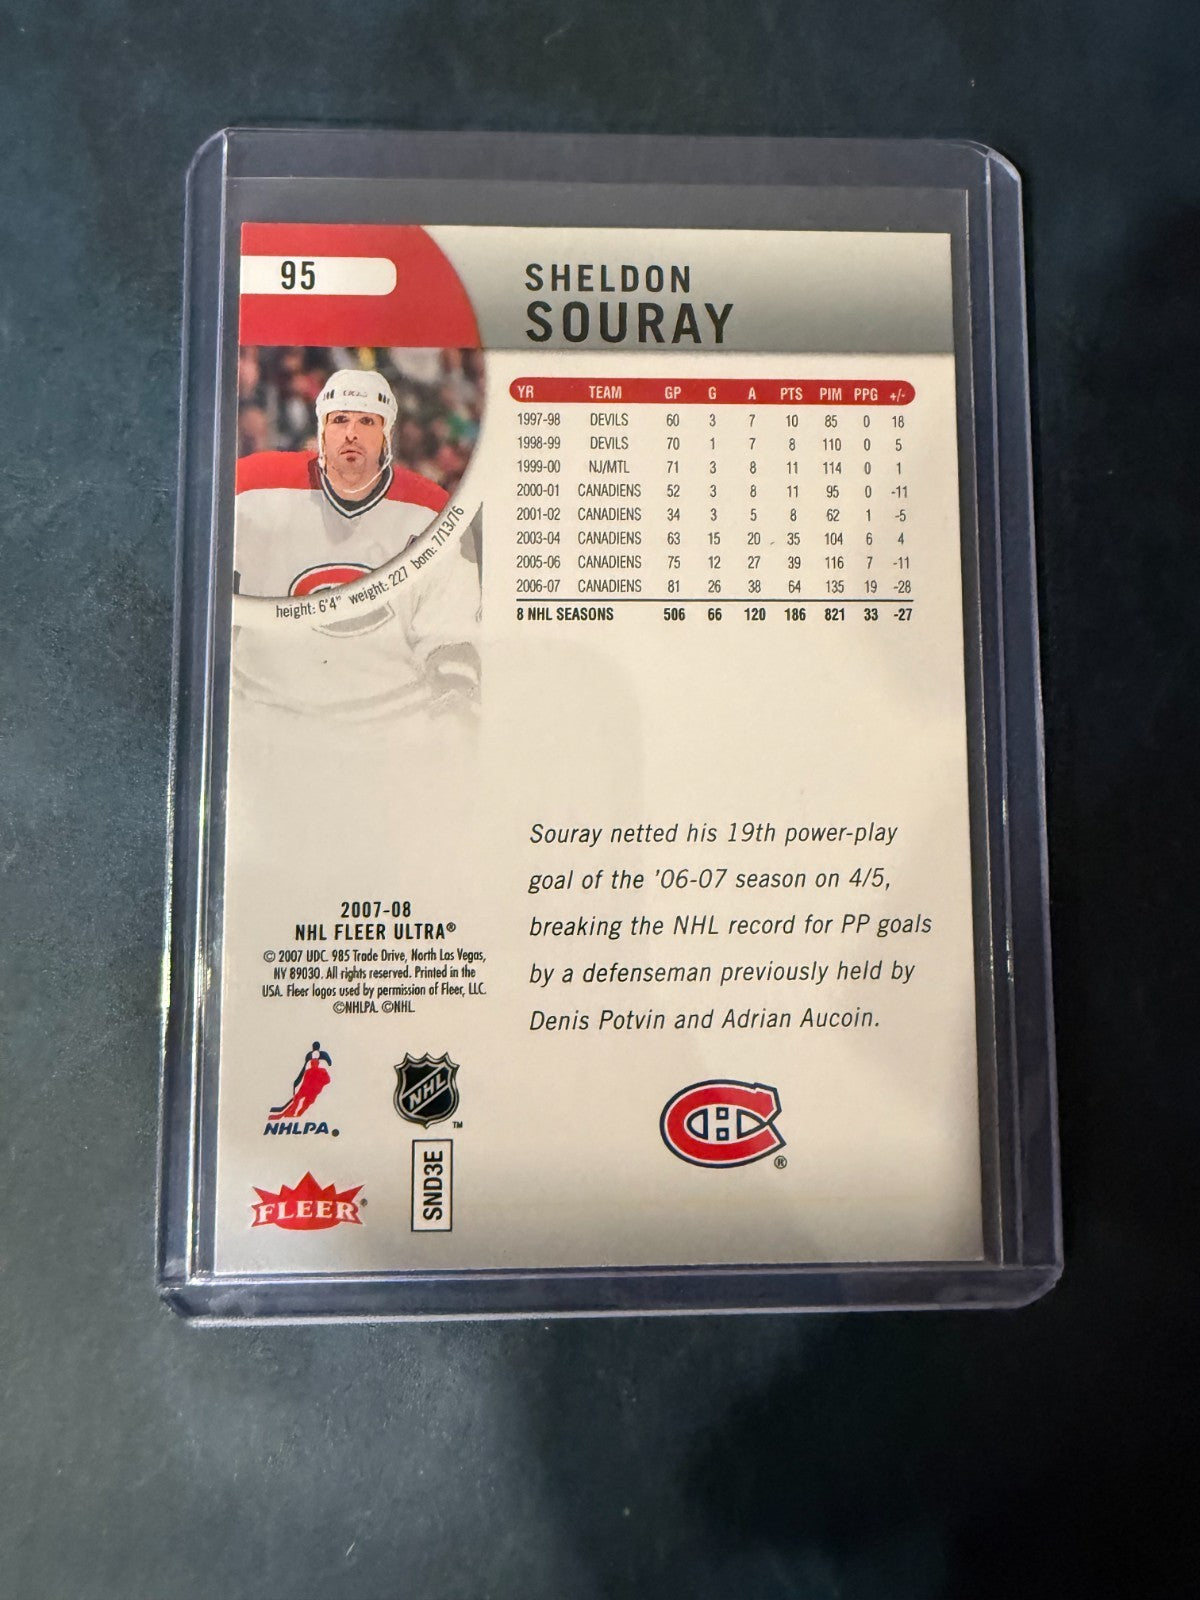 95
SHELDON
SOURAY
YR TEAM GP G A PTS PIM PPG +/-
1997-98 DEVILS 60 3 7 10 85 0 18
1998-99 DEVILS 70 1 7 8 110 0 5
1999-00 NJ/MTL 71 3 8 11 114 0 1
2000-01 CANADIENS 52 3 8 11 95 0 -11
2001-02 CANADIENS 34 3 5 8 62 1 -5
2003-04 CANADIENS 63 15 20 35 104 6 4
2005-06 CANADIENS 75 12 27 39 116 7 -11
2006-07 CANADIENS 81 26 38 64 135 19 -28
8 NHL SEASONS 506 66 120 186 821 33 -27
height: 6'4" weight: 227 born: 7/13/76
Souray netted his 19th power-play
goal of the '06-07 season on 4/5,
breaking the NHL record for PP goals
by a defenseman previously held by
Denis Potvin and Adrian Aucoin.
2007-08
NHL FLEER ULTRA®
© 2007 UDC. 985 Trade Drive, North Las Vegas,
NV 89030. All rights reserved. Printed in the
USA. Fleer logos used by permission of Fleer, LLC.
©NHLPA. ©NHL.
NHLPA®
NHL™
FLEER®
SND3E
CH®